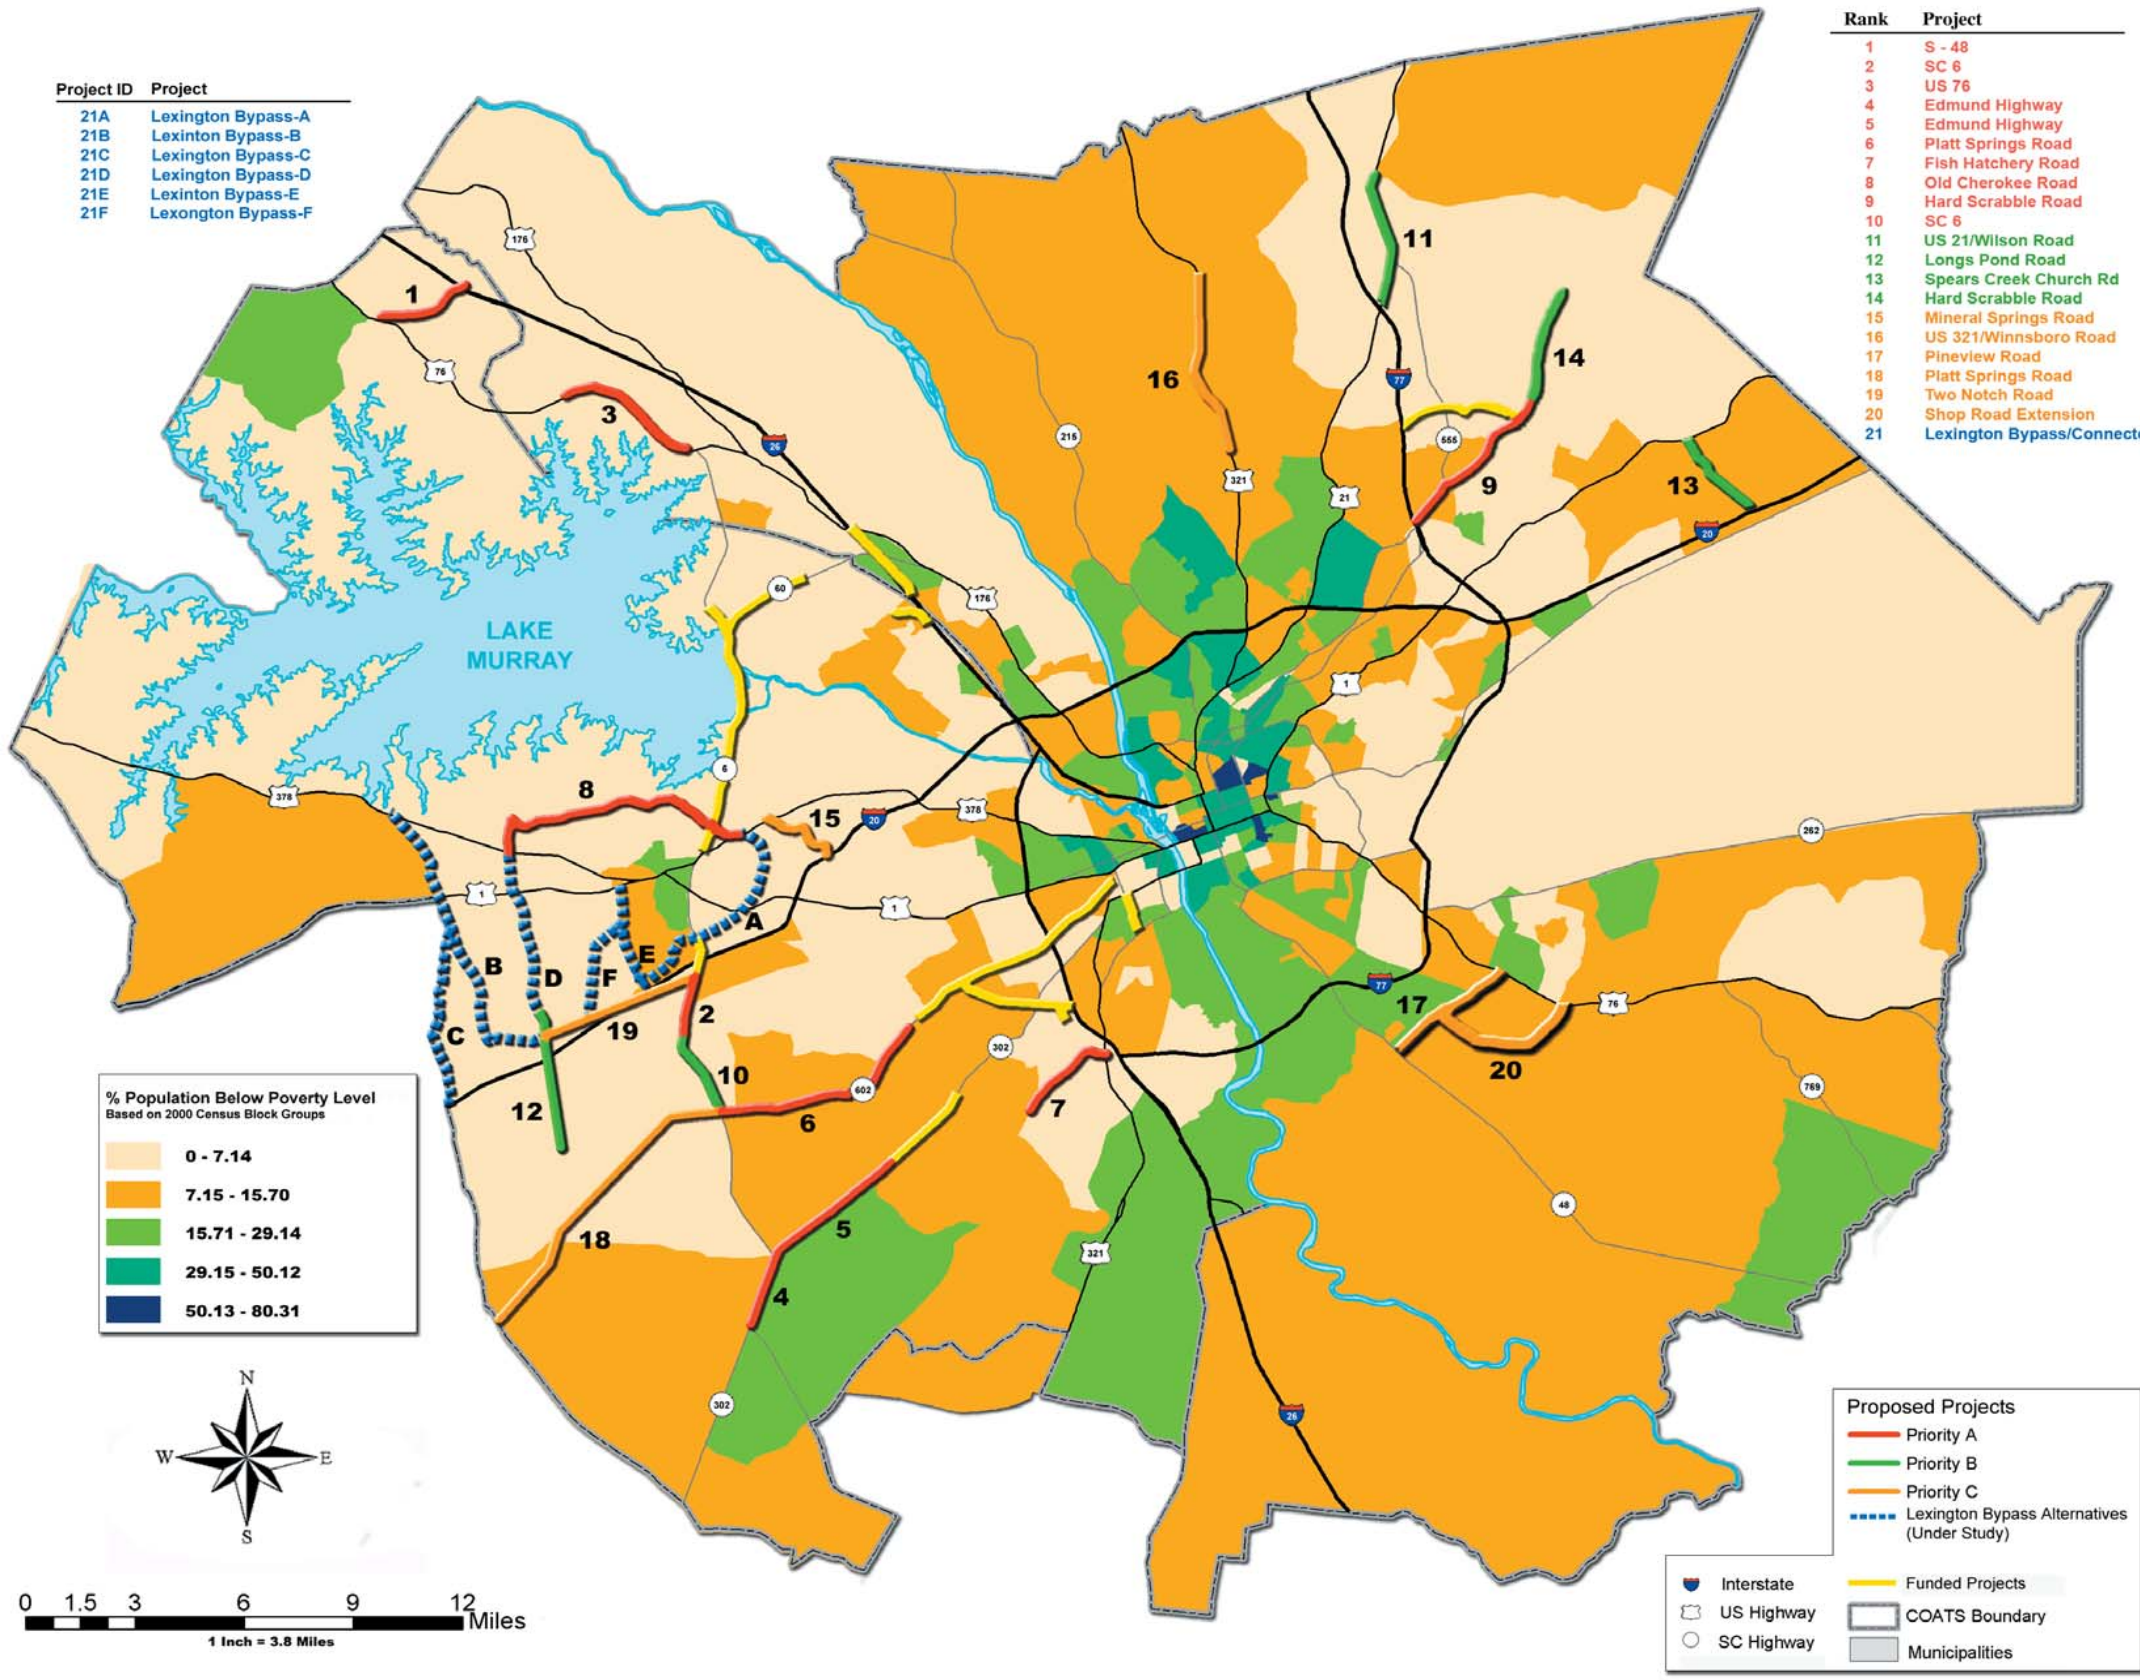 Project ID Project
21A Lexington Bypass-A
21B Lexinton Bypass-B
21C Lexington Bypass-C
21D Lexington Bypass-D
21E Lexinton Bypass-E
21F Lexongton Bypass-F
Rank Project
1 S - 48
2 SC 6
3 US 76
4 Edmund Highway
5 Edmund Highway
6 Platt Springs Road
7 Fish Hatchery Road
8 Old Cherokee Road
9 Hard Scrabble Road
10 SC 6
11 US 21/Wilson Road
12 Longs Pond Road
13 Spears Creek Church Rd
14 Hard Scrabble Road
15 Mineral Springs Road
16 US 321/Winnsboro Road
17 Pineview Road
18 Platt Springs Road
19 Two Notch Road
20 Shop Road Extension
21 Lexington Bypass/Connect
176
11
1
14
76
77
16
3
215
26
555
321
9
21
13
20
60
176
LAKE
MURRAY
1
6
8
378
15
20
378
262
1
1
A
B
E
D
F
77
17
76
2
C
19
302
20
10
602
769
12
7
6
48
5
18
321
4
302
26
% Population Below Poverty Level
Based on 2000 Census Block Groups
0 - 7.14
7.15 - 15.70
15.71 - 29.14
29.15 - 50.12
50.13 - 80.31
N
W E
S
0 1.5 3 6 9 12
Miles
1 Inch = 3.8 Miles
Proposed Projects
Priority A
Priority B
Priority C
Lexington Bypass Alternatives
(Under Study)
Interstate
US Highway
SC Highway
Funded Projects
COATS Boundary
Municipalities